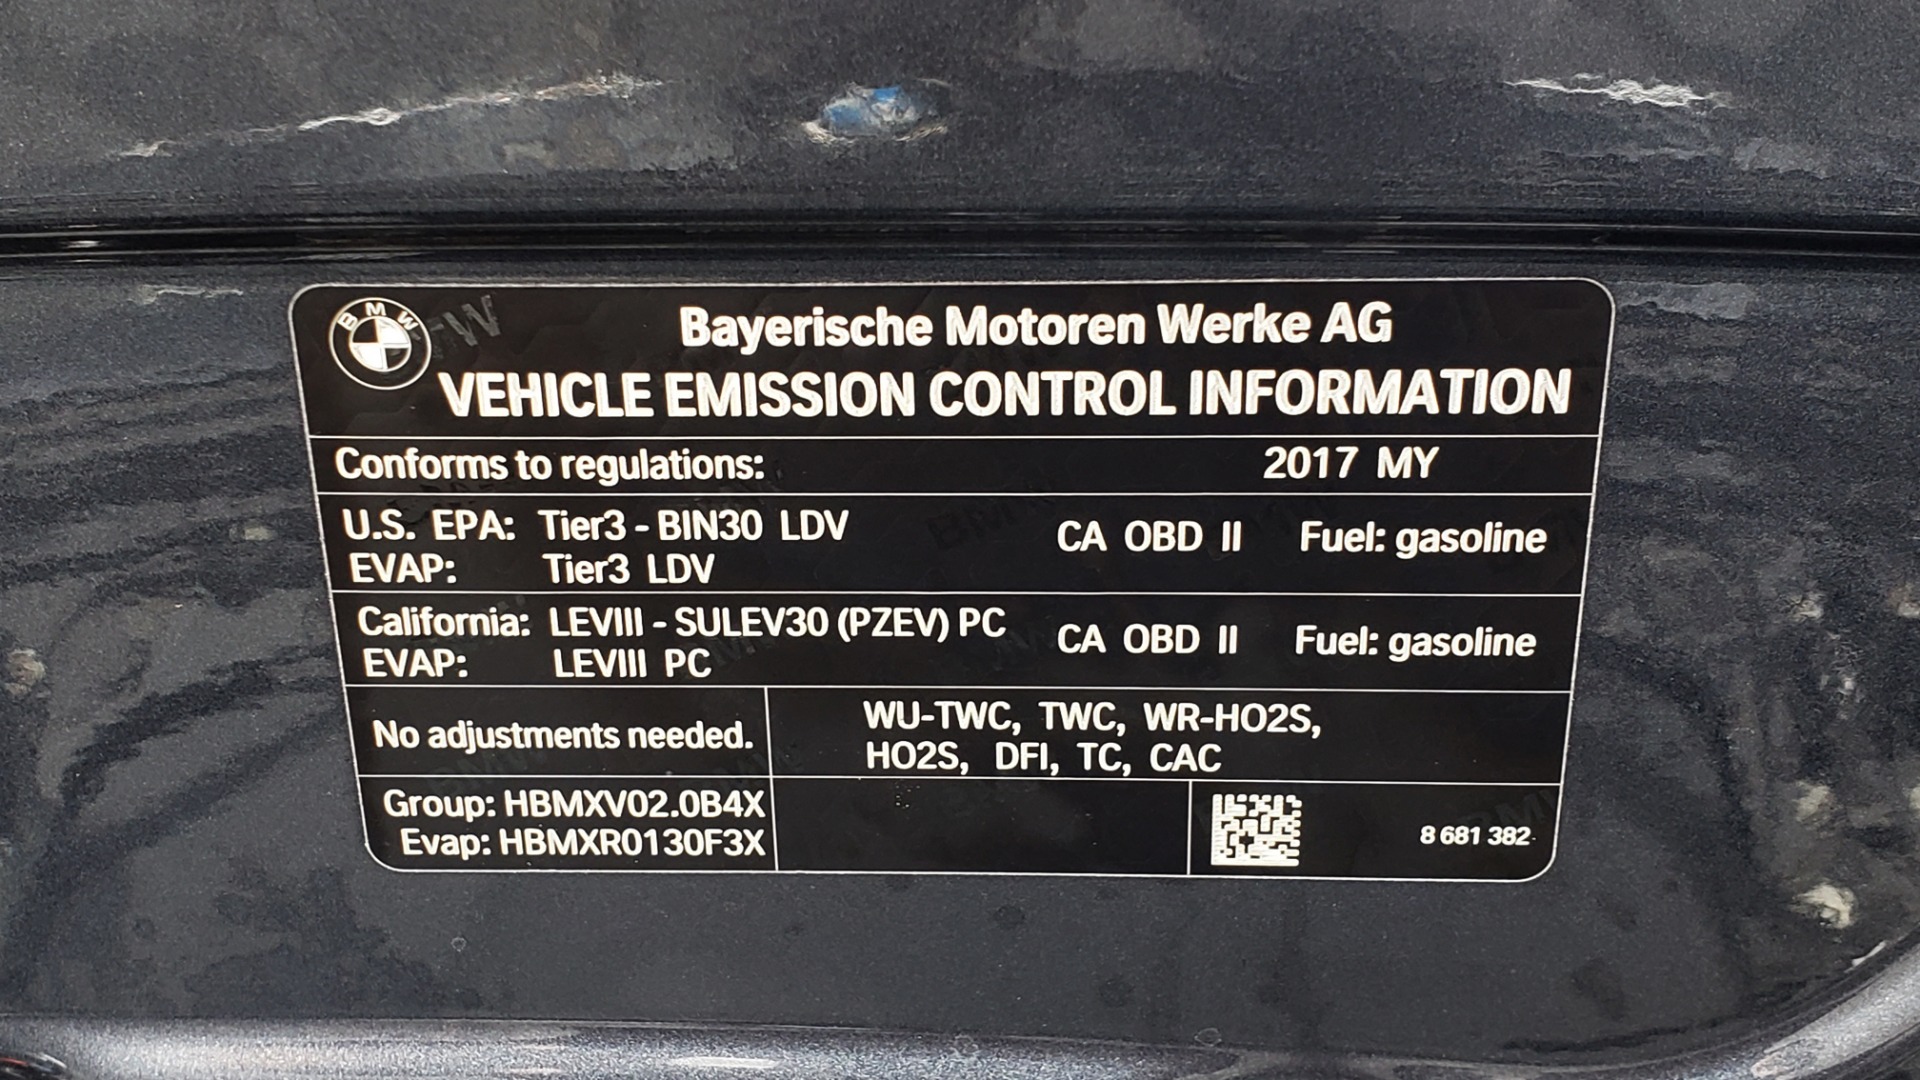 BMW
Bayerische Motoren Werke AG
VEHICLE EMISSION CONTROL INFORMATION
Conforms to regulations: 2017 MY
U.S. EPA: Tier3 - BIN30 LDV CA OBD II Fuel: gasoline
EVAP: Tier3 LDV
California: LEVIII - SULEV30 (PZEV) PC CA OBD II Fuel: gasoline
EVAP: LEVIII PC
No adjustments needed.
WU-TWC, TWC, WR-HO2S,
HO2S, DFI, TC, CAC
Group: HBMXV02.0B4X
Evap: HBMXR0130F3X
8 681 382